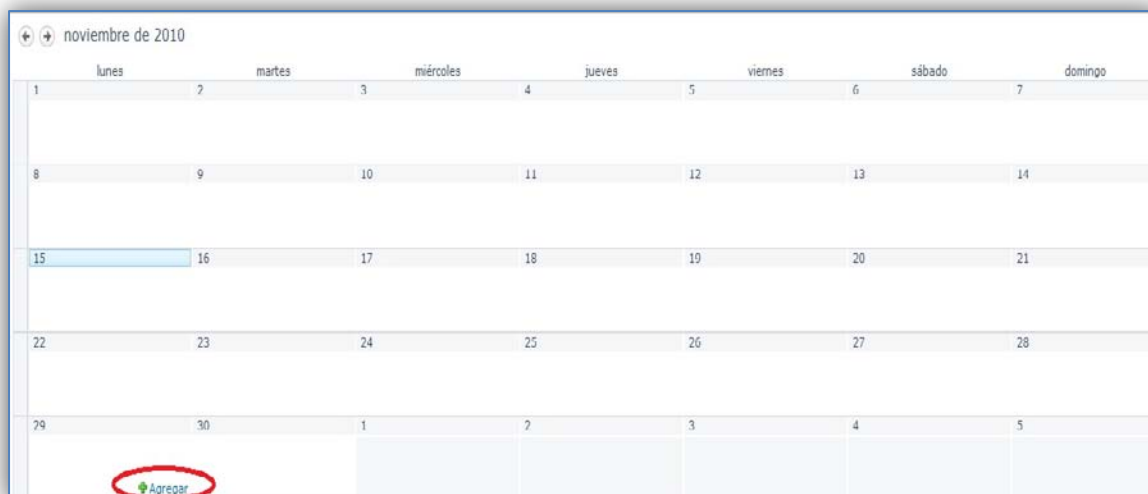 noviembre de 2010
lunes martes miércoles jueves viernes sábado domingo
1 2 3 4 5 6 7
8 9 10 11 12 13 14
15 16 17 18 19 20 21
22 23 24 25 26 27 28
29 30 1 2 3 4 5
Agregar